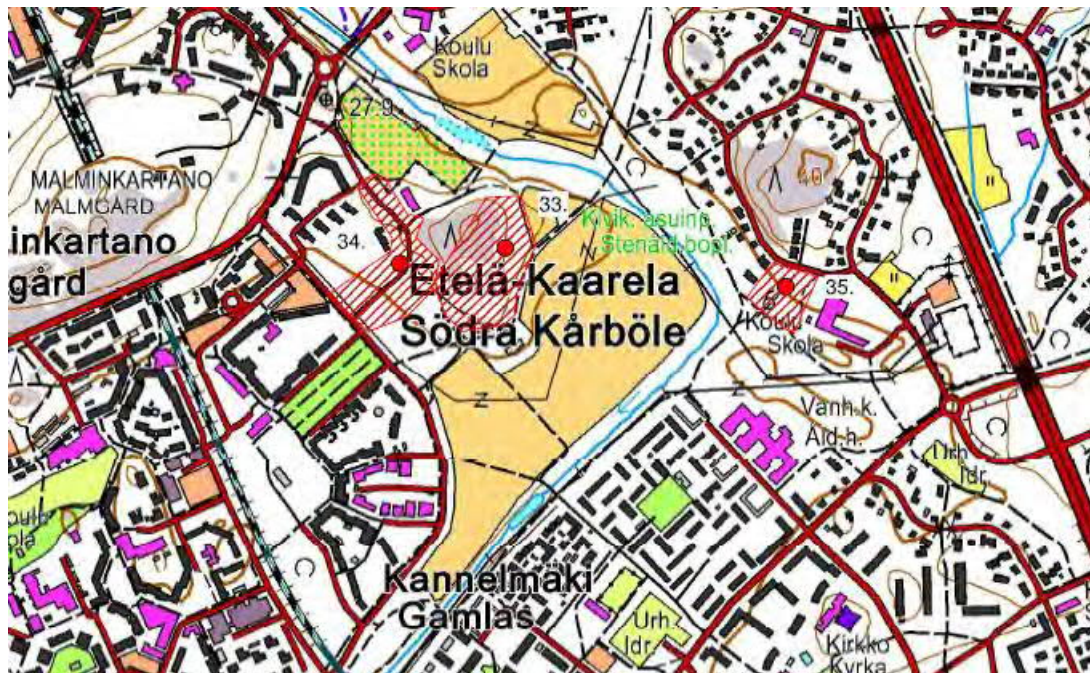 Koulu
Skola
27:9
MALMINKARTANO
MALMGÅRD
inkartano
gård
34.
33.
Kivik. asuinp.
Stenåld.bopl.
40
Etelä-Kaarela
Södra Kårböle
35.
Koulu
Skola
Vanh.k.
Åld.h.
Urh.
Idr.
Kannelmäki
Gamlas
Urh.
Idr.
Kirkko
Kyrka